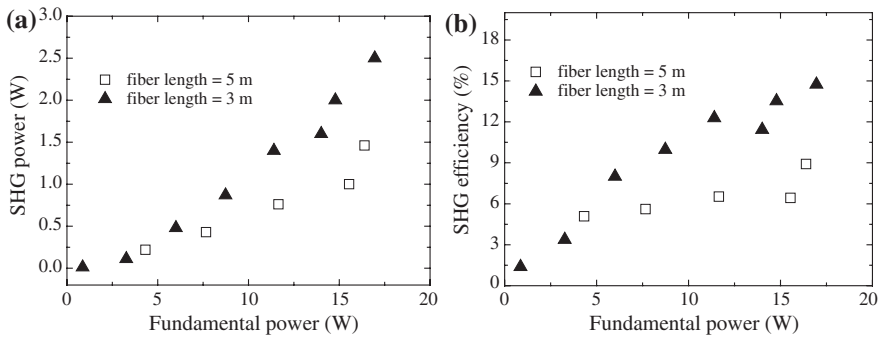 (a)
3.0
2.5
2.0
1.5
1.0
0.5
0.0
SHG power (W)
fiber length = 5 m
fiber length = 3 m
0 5 10 15 20
Fundamental power (W)
(b)
18
15
12
9
6
3
0
SHG efficiency (%)
fiber length = 5 m
fiber length = 3 m
0 5 10 15 20
Fundamental power (W)